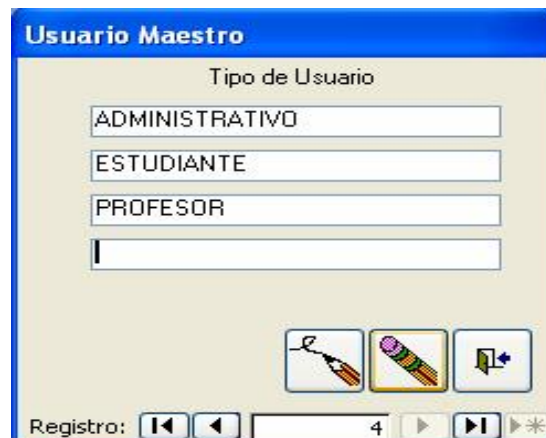 Usuario Maestro
Tipo de Usuario
ADMINISTRATIVO
ESTUDIANTE
PROFESOR
Registro: 4